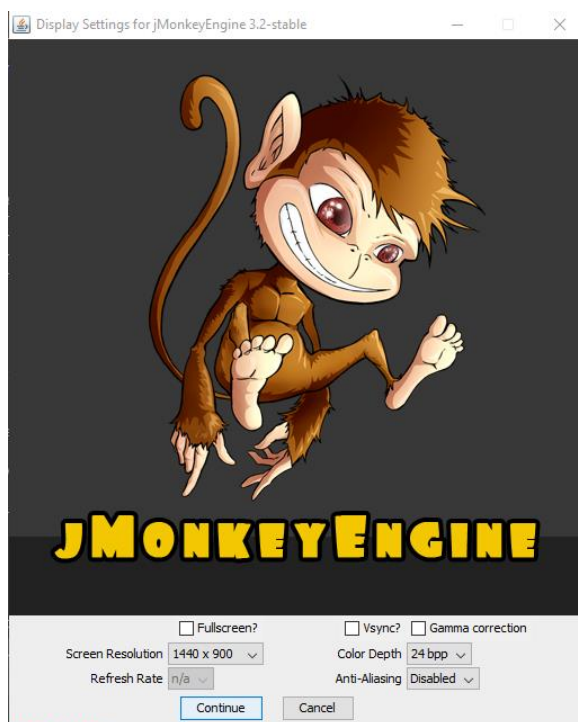 Display Settings for jMonkeyEngine 3.2-stable
jMonkeyEngine
Fullscreen? Vsync? Gamma correction
Screen Resolution 1440 x 900 Color Depth 24 bpp
Refresh Rate n/a Anti-Aliasing Disabled
Continue Cancel